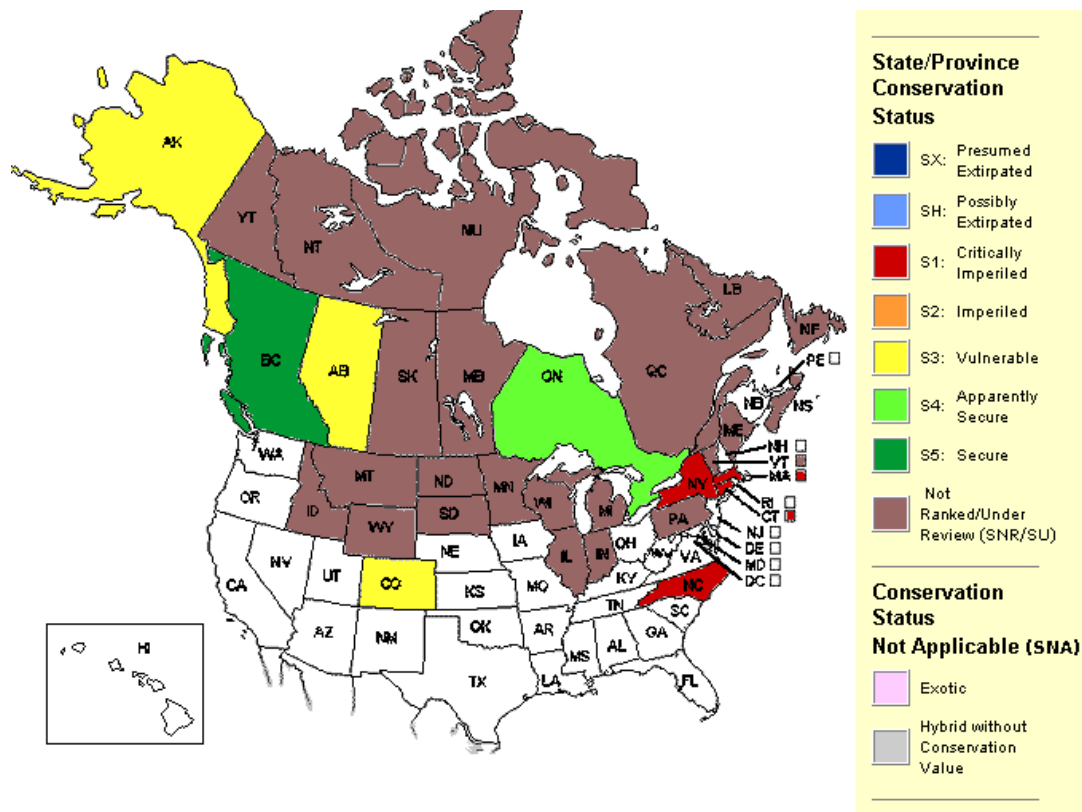 AK
YT
NT
NU
BC
AB
SK
MB
ON
QC
LB
NF
PE
NB
NS
ME
NH
VT
MA
NY
RI
CT
WA
MT
ND
MN
OR
ID
WY
SD
WI
MI
PA
NJ
DE
MD
DC
NV
UT
CO
NE
IA
IL
IN
OH
WV
VA
CA
KS
MO
KY
NC
TN
SC
AZ
NM
OK
AR
MS
AL
GA
TX
LA
FL
HI
State/Province
Conservation
Status
SX: Presumed
Extirpated
SH: Possibly
Extirpated
S1: Critically
Imperiled
S2: Imperiled
S3: Vulnerable
S4: Apparently
Secure
S5: Secure
Not
Ranked/Under
Review (SNR/SU)
Conservation
Status
Not Applicable (SNA)
Exotic
Hybrid without
Conservation
Value